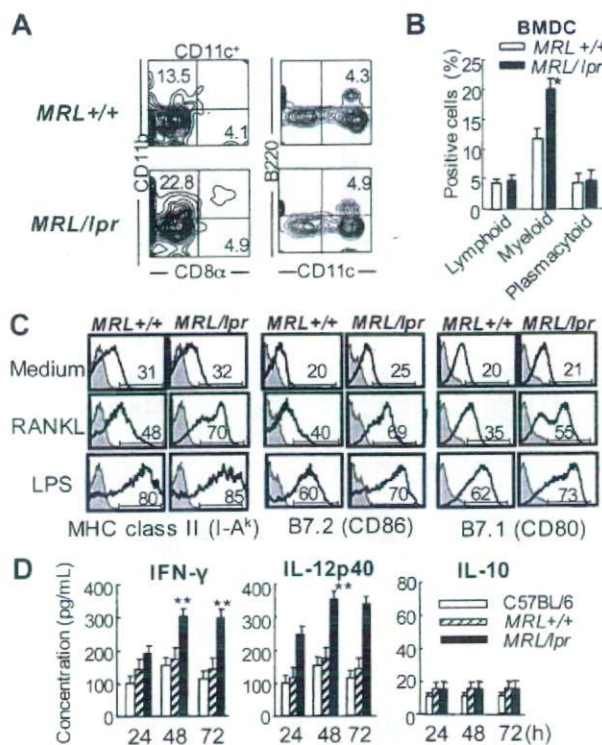 A
CD11c+
MRL+/+
13.5
4.1
4.3
CD11b
B220
MRL/lpr
22.8
4.9
4.9
CD8α
CD11c
B
BMDC
MRL +/+
MRL/lpr
Positive cells (%)
25
20
15
10
5
0
*
Lymphoid
Myeloid
Plasmacytoid
C
MRL+/+ MRL/lpr MRL+/+ MRL/lpr MRL+/+ MRL/lpr
Medium 31 32 20 25 20 21
RANKL 48 70 40 69 35 55
LPS 80 85 60 70 62 73
MHC class II (I-Ak) B7.2 (CD86) B7.1 (CD80)
D
IFN-γ IL-12p40 IL-10
Concentration (pg/mL)
400
300
200
100
0
** **
24 48 72
400
300
200
100
0
**
24 48 72
80
60
40
20
0
24 48 72 (h)
C57BL/6
MRL+/+
MRL/lpr